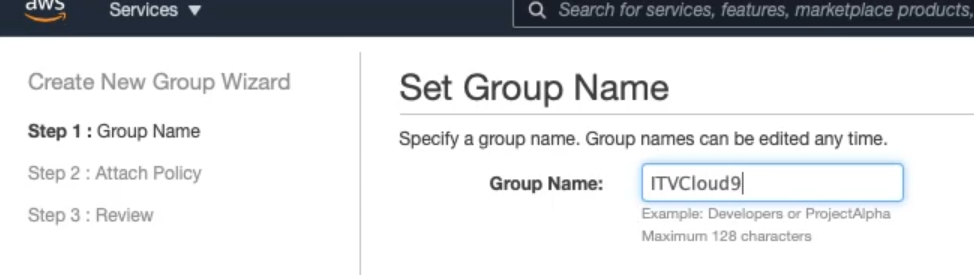 aws
Services ▼
Search for services, features, marketplace products,
Create New Group Wizard
Step 1 : Group Name
Step 2 : Attach Policy
Step 3 : Review
Set Group Name
Specify a group name. Group names can be edited any time.
Group Name: ITVCloud9
Example: Developers or ProjectAlpha
Maximum 128 characters